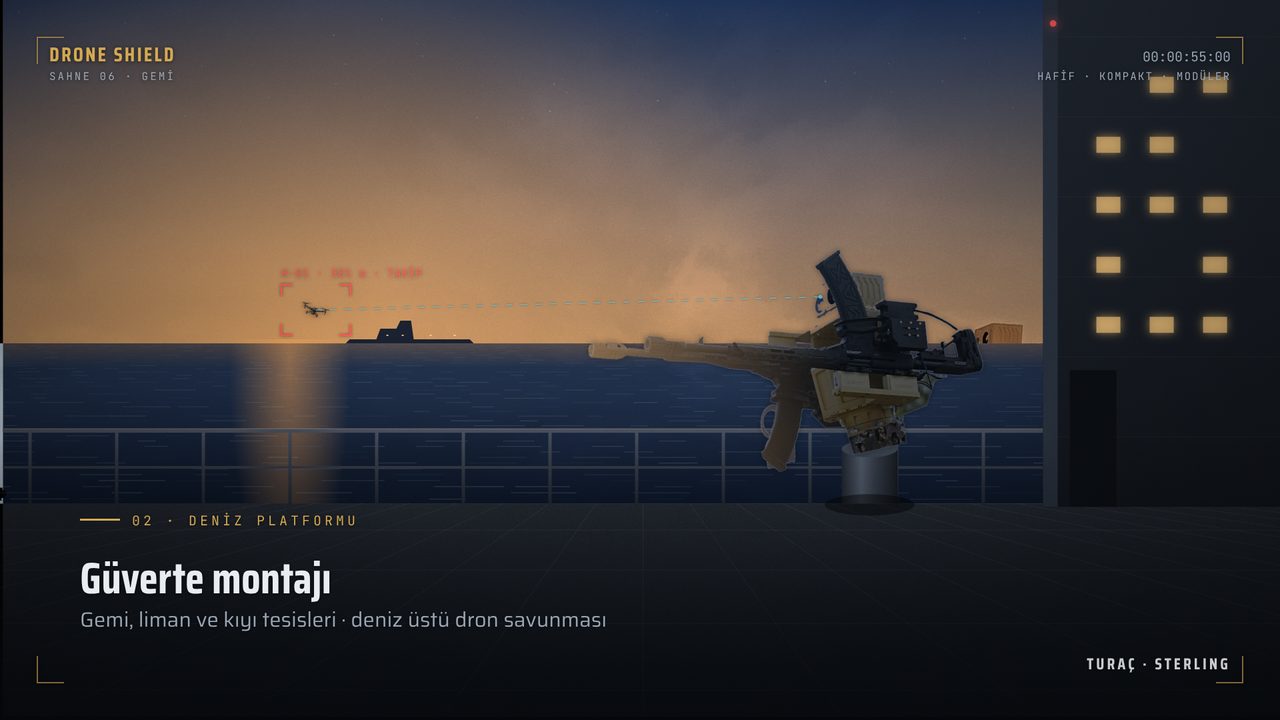 DRONE SHIELD
SAHNE 06 · GEMİ
00:00:55:00
HAFİF · KOMPAKT · MODÜLER
TAKİP
02 · DENİZ PLATFORMU
Güverte montajı
Gemi, liman ve kıyı tesisleri · deniz üstü dron savunması
TURAÇ · STERLING